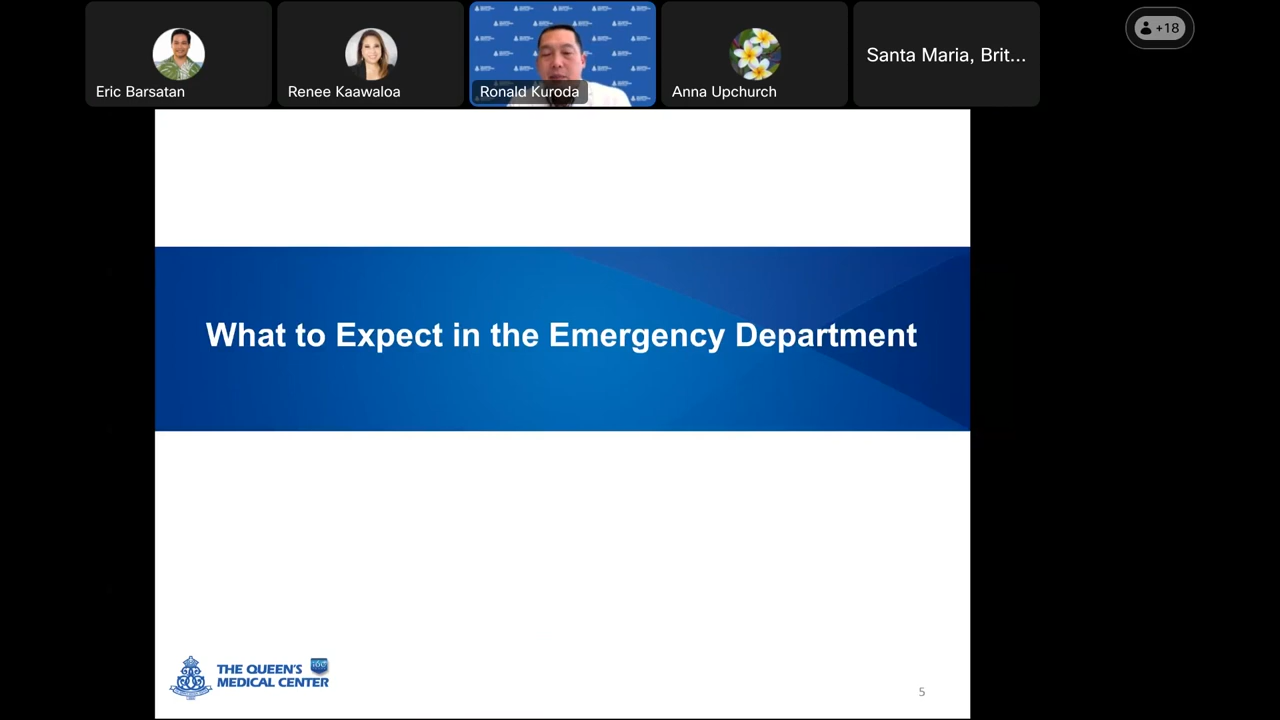 Eric Barsatan
Renee Kaawaloa
Ronald Kuroda
Anna Upchurch
Santa Maria, Brit...
+18
What to Expect in the Emergency Department
THE QUEEN'S
MEDICAL CENTER
5